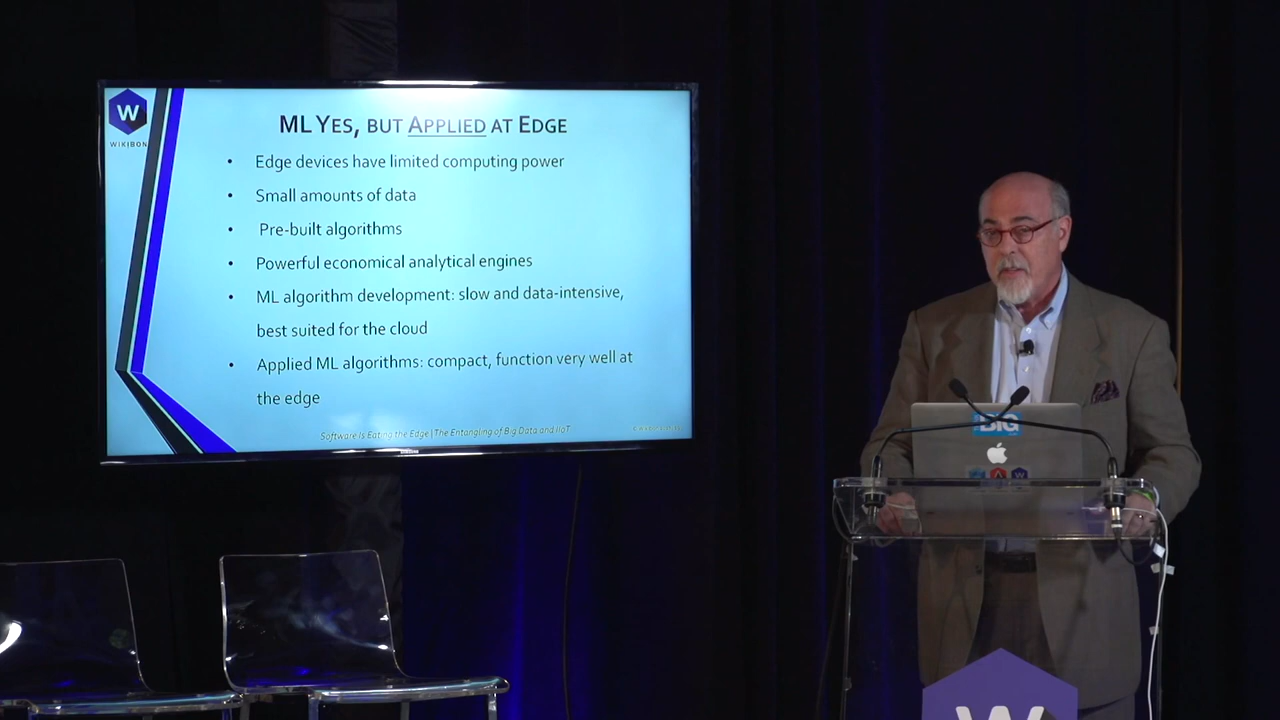 W
WIKIBON
ML YES, BUT APPLIED AT EDGE
• Edge devices have limited computing power
• Small amounts of data
• Pre-built algorithms
• Powerful economical analytical engines
• ML algorithm development: slow and data-intensive,
best suited for the cloud
• Applied ML algorithms: compact, function very well at
the edge
Software Is Eating the Edge | The Entangling of Big Data and IIoT
SAMSUNG
BIG
W